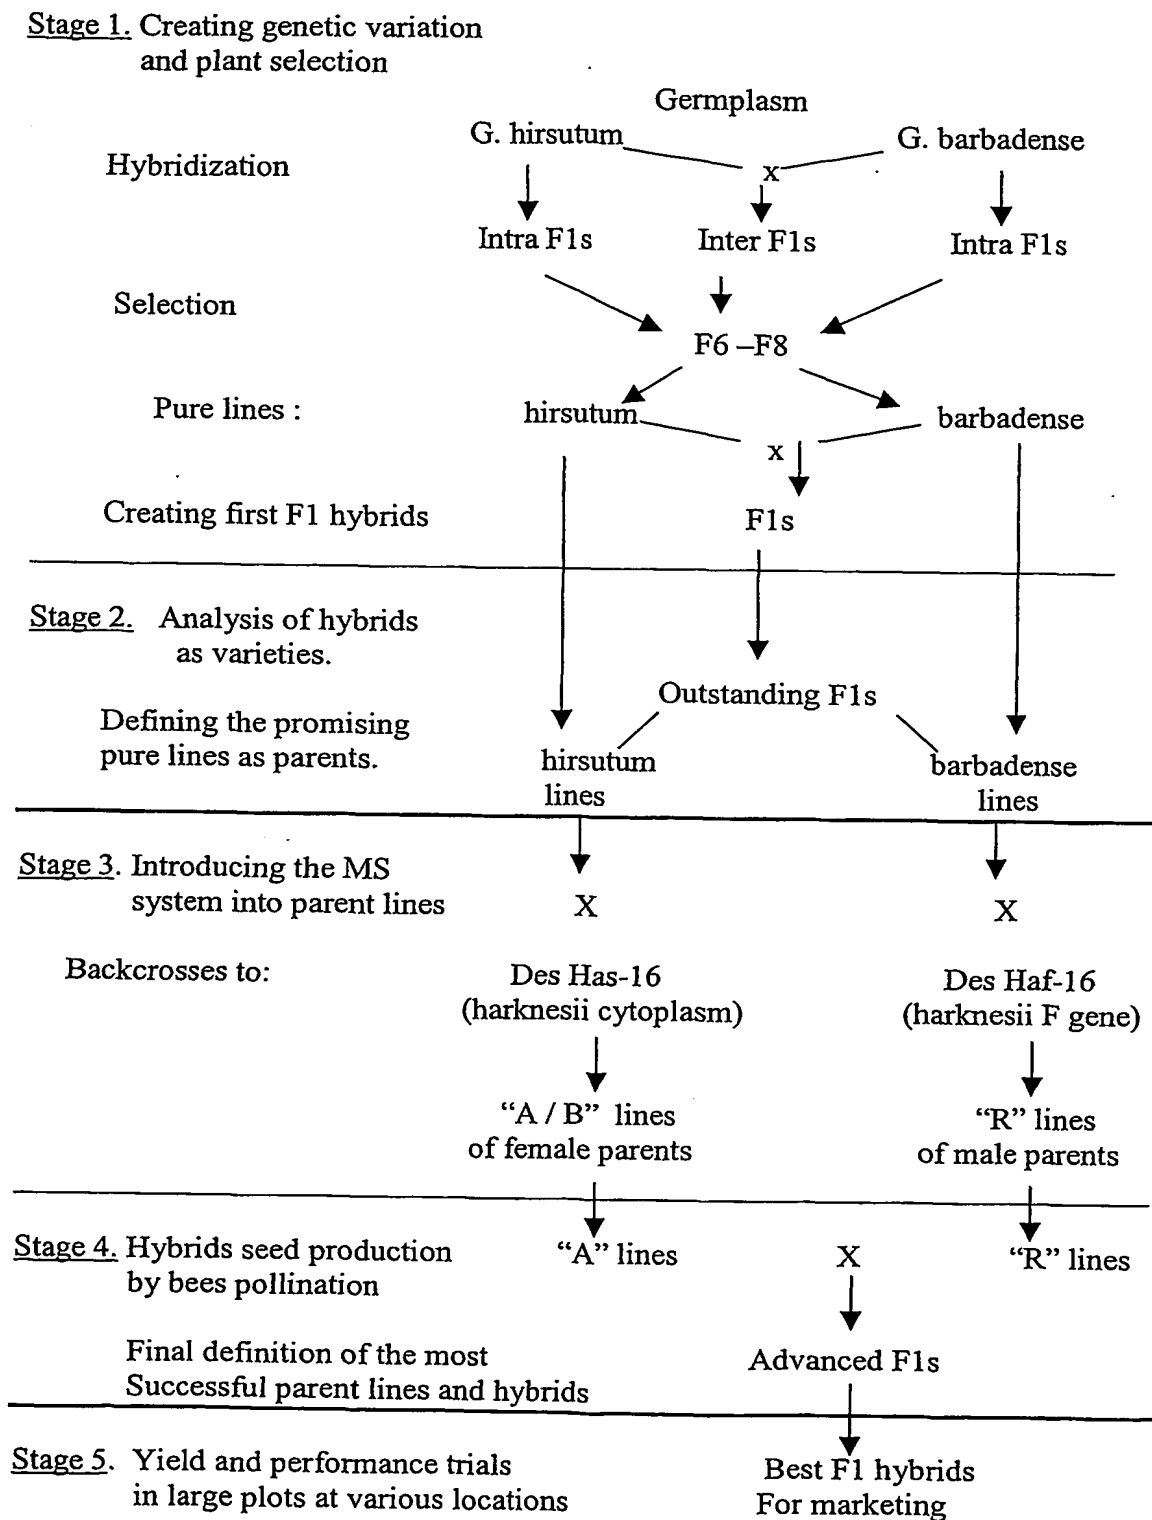 Stage 1. Creating genetic variation
and plant selection
Germplasm
G. hirsutum G. barbadense
Hybridization x
Intra F1s Inter F1s Intra F1s
Selection
F6 –F8
Pure lines : hirsutum barbadense
x
Creating first F1 hybrids F1s
Stage 2. Analysis of hybrids
as varieties.
Outstanding F1s
Defining the promising
pure lines as parents. hirsutum barbadense
lines lines
Stage 3. Introducing the MS
system into parent lines X X
Backcrosses to: Des Has-16 Des Haf-16
(harknesii cytoplasm) (harknesii F gene)
“A / B” lines “R” lines
of female parents of male parents
Stage 4. Hybrids seed production “A” lines X “R” lines
by bees pollination
Final definition of the most Advanced F1s
Successful parent lines and hybrids
Stage 5. Yield and performance trials Best F1 hybrids
in large plots at various locations For marketing